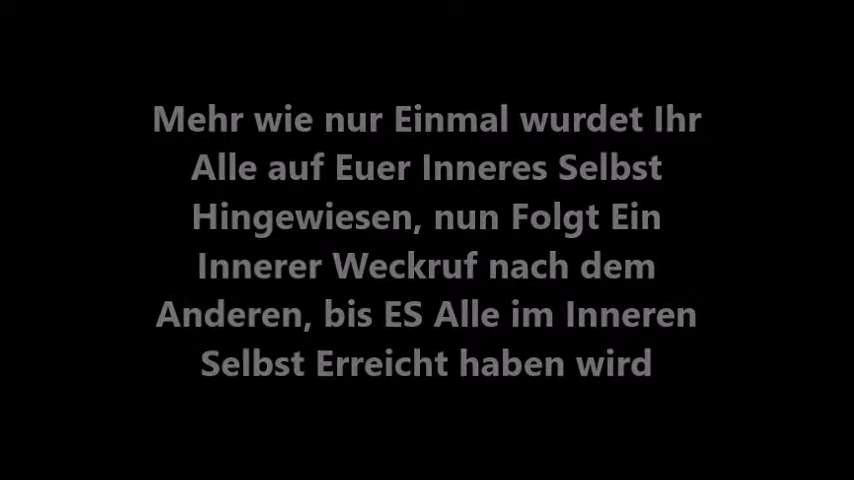 Mehr wie nur Einmal wurdet Ihr
Alle auf Euer Inneres Selbst
Hingewiesen, nun Folgt Ein
Innerer Weckruf nach dem
Anderen, bis ES Alle im Inneren
Selbst Erreicht haben wird